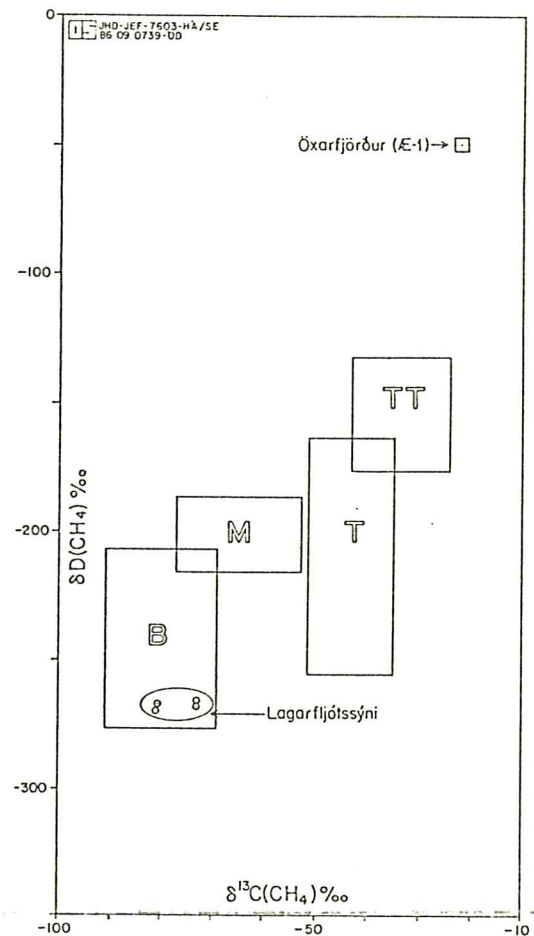 0
JHD-JEF-7603-HÁ/SE
86 09 0739-OD
Öxarfjörður (Æ-1)→
-100
TT
T
M
δD(CH₄)‰
-200
B
8 8
Lagarfljótssýni
-300
δ¹³C(CH₄)‰
-100
-50
-10